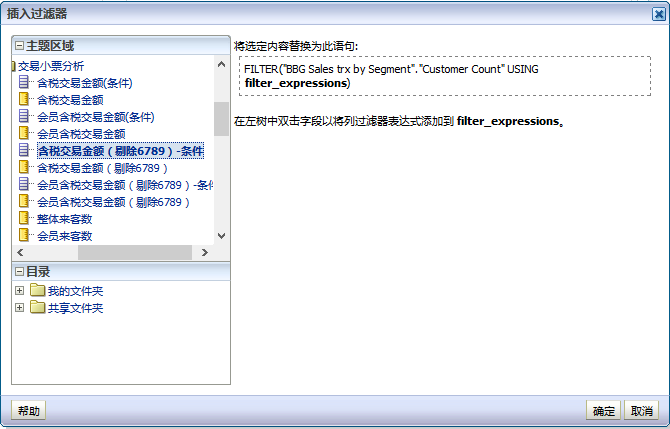 插入过滤器
主题区域
交易小票分析
含税交易金额(条件)
含税交易金额
会员含税交易金额(条件)
会员含税交易金额
含税交易金额（剔除6789）-条件
含税交易金额（剔除6789）
会员含税交易金额（剔除6789）-条件
会员含税交易金额（剔除6789）
整体来客数
会员来客数
目录
我的文件夹
共享文件夹
将选定内容替换为此语句:
FILTER("BBG Sales trx by Segment"."Customer Count" USING
filter_expressions)
在左树中双击字段以将列过滤器表达式添加到 filter_expressions。
帮助
确定
取消